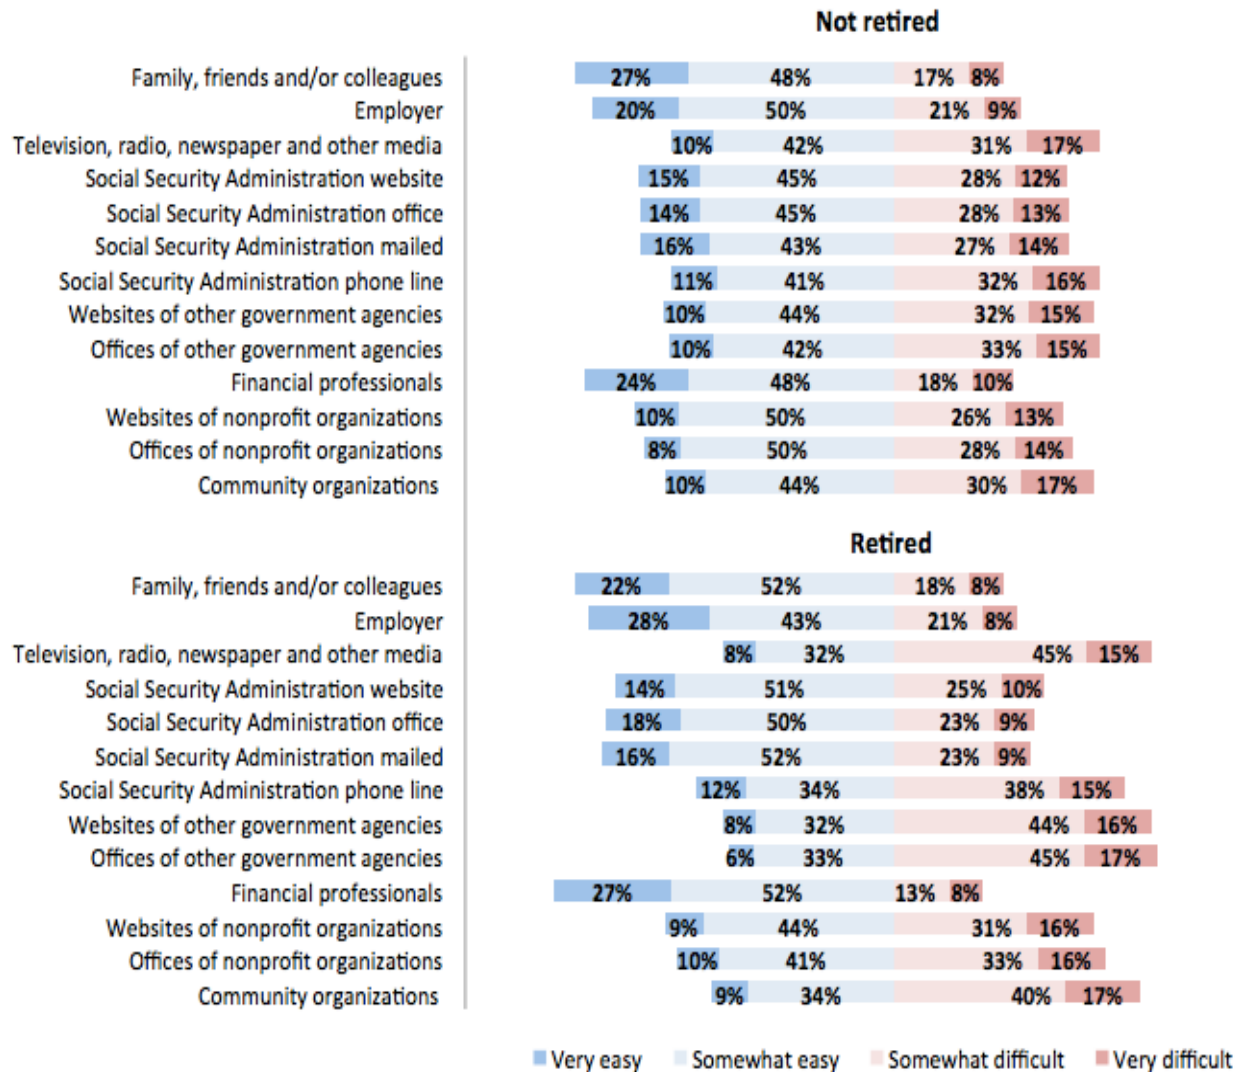 Not retired
Family, friends and/or colleagues 27% 48% 17% 8%
Employer 20% 50% 21% 9%
Television, radio, newspaper and other media 10% 42% 31% 17%
Social Security Administration website 15% 45% 28% 12%
Social Security Administration office 14% 45% 28% 13%
Social Security Administration mailed 16% 43% 27% 14%
Social Security Administration phone line 11% 41% 32% 16%
Websites of other government agencies 10% 44% 32% 15%
Offices of other government agencies 10% 42% 33% 15%
Financial professionals 24% 48% 18% 10%
Websites of nonprofit organizations 10% 50% 26% 13%
Offices of nonprofit organizations 8% 50% 28% 14%
Community organizations 10% 44% 30% 17%
Retired
Family, friends and/or colleagues 22% 52% 18% 8%
Employer 28% 43% 21% 8%
Television, radio, newspaper and other media 8% 32% 45% 15%
Social Security Administration website 14% 51% 25% 10%
Social Security Administration office 18% 50% 23% 9%
Social Security Administration mailed 16% 52% 23% 9%
Social Security Administration phone line 12% 34% 38% 15%
Websites of other government agencies 8% 32% 44% 16%
Offices of other government agencies 6% 33% 45% 17%
Financial professionals 27% 52% 13% 8%
Websites of nonprofit organizations 9% 44% 31% 16%
Offices of nonprofit organizations 10% 41% 33% 16%
Community organizations 9% 34% 40% 17%
Very easy Somewhat easy Somewhat difficult Very difficult